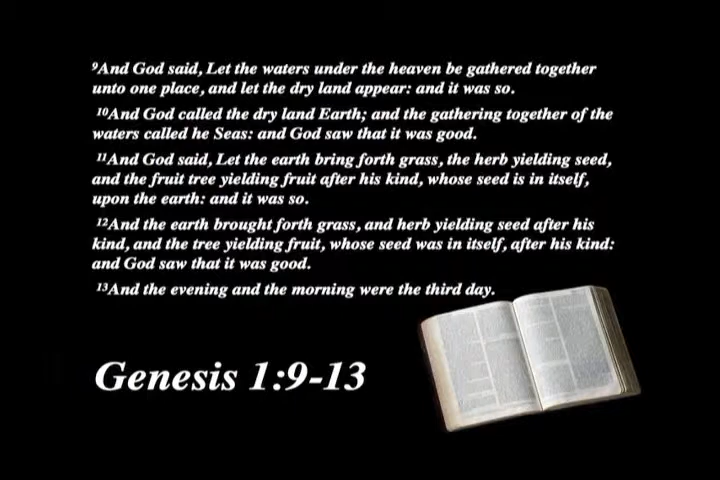 ⁹And God said, Let the waters under the heaven be gathered together
unto one place, and let the dry land appear: and it was so.
¹⁰And God called the dry land Earth; and the gathering together of the
waters called he Seas: and God saw that it was good.
¹¹And God said, Let the earth bring forth grass, the herb yielding seed,
and the fruit tree yielding fruit after his kind, whose seed is in itself,
upon the earth: and it was so.
¹²And the earth brought forth grass, and herb yielding seed after his
kind, and the tree yielding fruit, whose seed was in itself, after his kind:
and God saw that it was good.
¹³And the evening and the morning were the third day.
Genesis 1:9-13